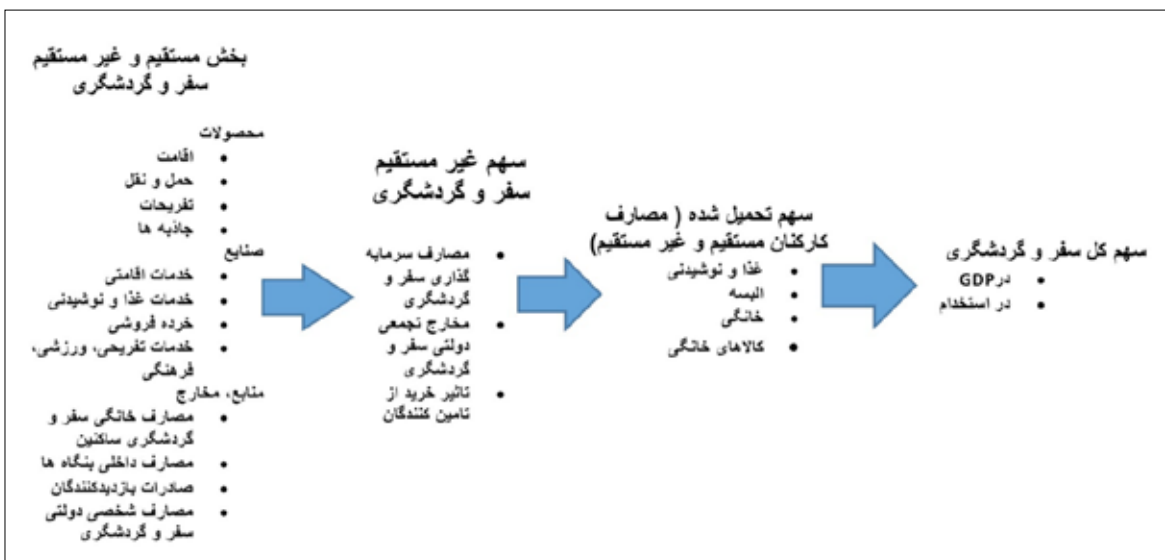 بخش مستقیم و غیر مستقیم
سفر و گردشگری
محصولات
• اقامت
• حمل و نقل
• تفریحات
• جاذبه ها
صنایع
• خدمات اقامتی
• خدمات غذا و نوشیدنی
• خرده فروشی
• خدمات تفریحی، ورزشی،
فرهنگی
منابع، مخارج
• مصارف خانگی سفر و
گردشگری ساکنین
• مصارف داخلی بنگاه ها
• صادرات بازدیدکنندگان
• مصارف شخصی دولتی
سفر و گردشگری
سهم غیر مستقیم
سفر و گردشگری
• مصارف سرمایه
گذاری سفر و
گردشگری
• مخارج تجمعی
دولتی سفر و
گردشگری
• تاثیر خرید از
تامین کنندگان
سهم تحمیل شده ( مصارف
کارکنان مستقیم و غیر مستقیم)
• غذا و نوشیدنی
• البسه
• خانگی
• کالاهای خانگی
سهم کل سفر و گردشگری
• درGDP
• در استخدام